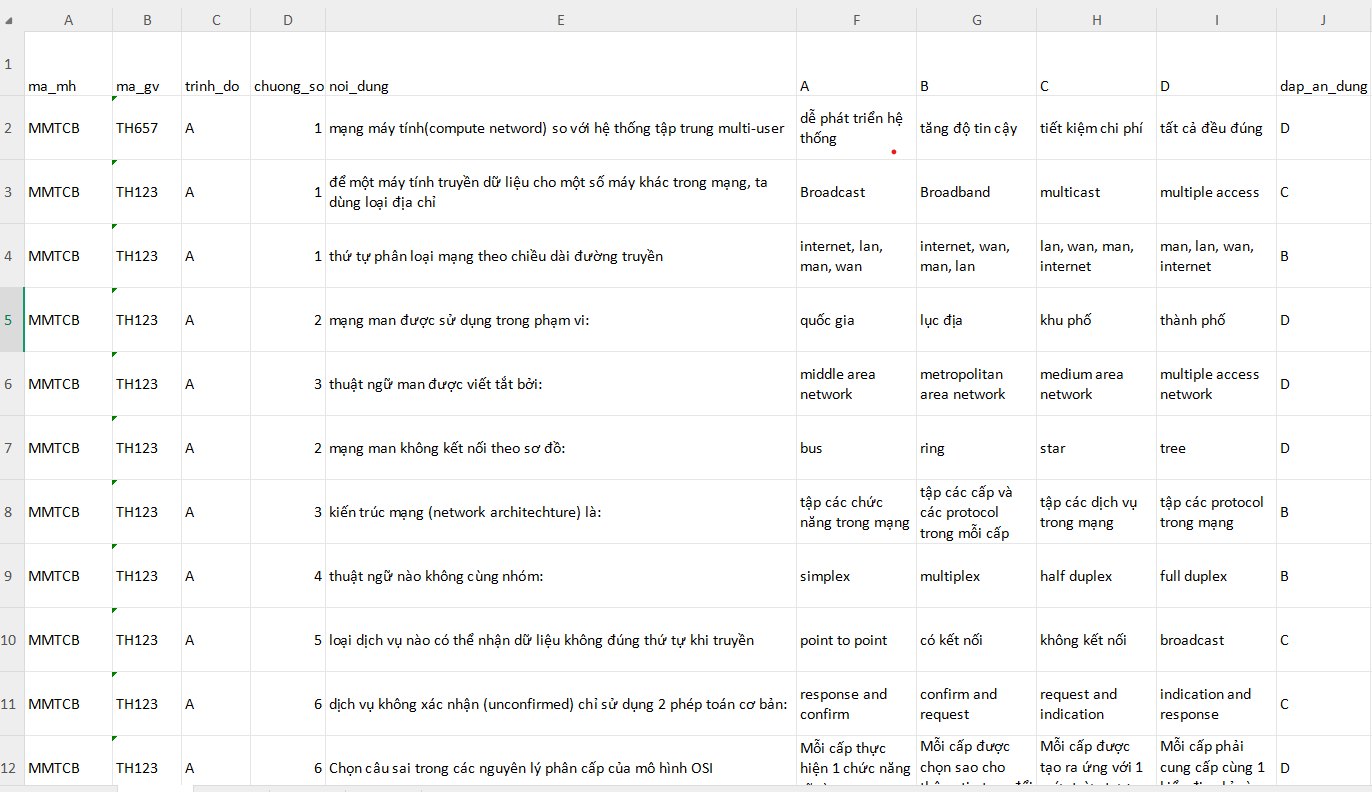 A B C D E F G H I J
1 ma_mh ma_gv trinh_do chuong_so noi_dung A B C D dap_an_dung
2 MMTCB TH657 A 1 mạng máy tính(compute netword) so với hệ thống tập trung multi-user dễ phát triển hệ thống tăng độ tin cậy tiết kiệm chi phí tất cả đều đúng D
3 MMTCB TH123 A 1 để một máy tính truyền dữ liệu cho một số máy khác trong mạng, ta dùng loại địa chỉ Broadcast Broadband multicast multiple access C
4 MMTCB TH123 A 1 thứ tự phân loại mạng theo chiều dài đường truyền internet, lan, man, wan internet, wan, man, lan lan, wan, man, internet man, lan, wan, internet B
5 MMTCB TH123 A 2 mạng man được sử dụng trong phạm vi: quốc gia lục địa khu phố thành phố D
6 MMTCB TH123 A 3 thuật ngữ man được viết tắt bởi: middle area network metropolitan area network medium area network multiple access network D
7 MMTCB TH123 A 2 mạng man không kết nối theo sơ đồ: bus ring star tree D
8 MMTCB TH123 A 3 kiến trúc mạng (network architechture) là: tập các chức năng trong mạng tập các cấp và các protocol trong mỗi cấp tập các dịch vụ trong mạng tập các protocol trong mạng B
9 MMTCB TH123 A 4 thuật ngữ nào không cùng nhóm: simplex multiplex half duplex full duplex B
10 MMTCB TH123 A 5 loại dịch vụ nào có thể nhận dữ liệu không đúng thứ tự khi truyền point to point có kết nối không kết nối broadcast C
11 MMTCB TH123 A 6 dịch vụ không xác nhận (unconfirmed) chỉ sử dụng 2 phép toán cơ bản: response and confirm confirm and request request and indication indication and response C
12 MMTCB TH123 A 6 Chọn câu sai trong các nguyên lý phân cấp của mô hình OSI Mỗi cấp thực hiện 1 chức năng Mỗi cấp được chọn sao cho Mỗi cấp được tạo ra ứng với 1 Mỗi cấp phải cung cấp cùng 1 D